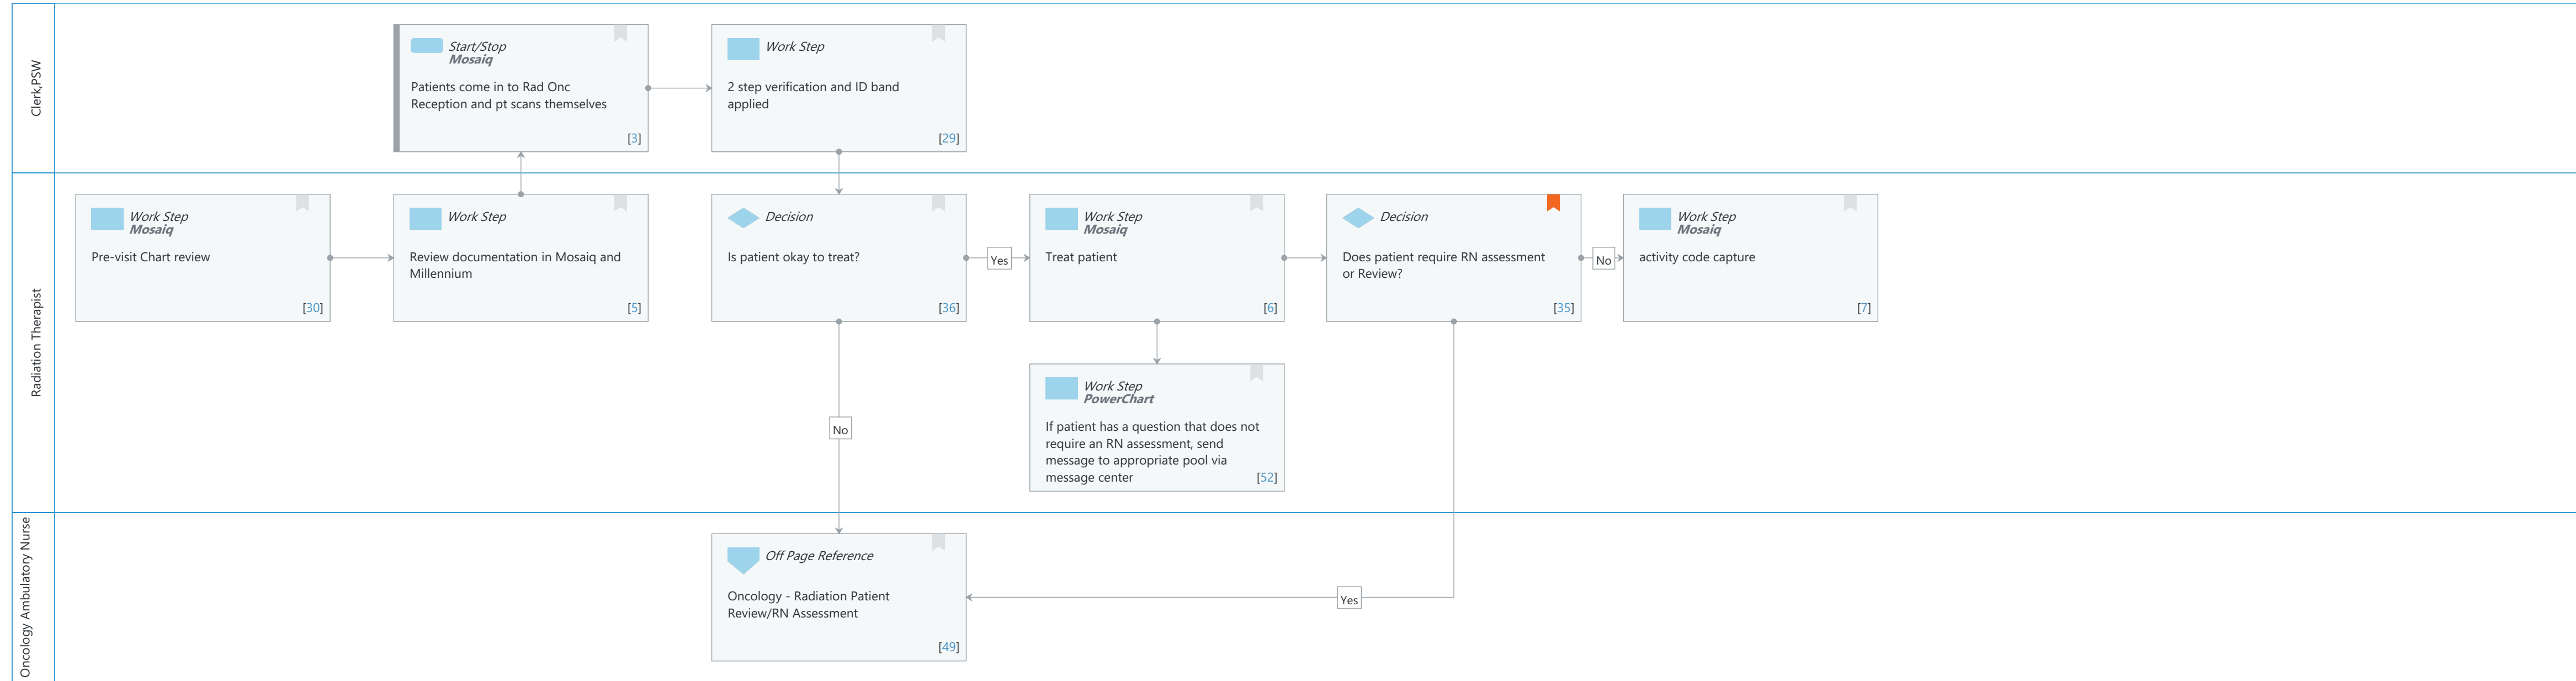 Clerk,PSW
Start/Stop
Mosaiq
Patients come in to Rad Onc
Reception and pt scans themselves
[3]
Work Step
2 step verification and ID band
applied
[29]
Radiation Therapist
Work Step
Mosaiq
Pre-visit Chart review
[30]
Work Step
Review documentation in Mosaiq and
Millennium
[5]
Decision
Is patient okay to treat?
[36]
Yes
Work Step
Mosaiq
Treat patient
[6]
Decision
Does patient require RN assessment
or Review?
[35]
No
Work Step
Mosaiq
activity code capture
[7]
No
Work Step
PowerChart
If patient has a question that does not
require an RN assessment, send
message to appropriate pool via
message center
[52]
Oncology Ambulatory Nurse
Off Page Reference
Oncology - Radiation Patient
Review/RN Assessment
[49]
Yes